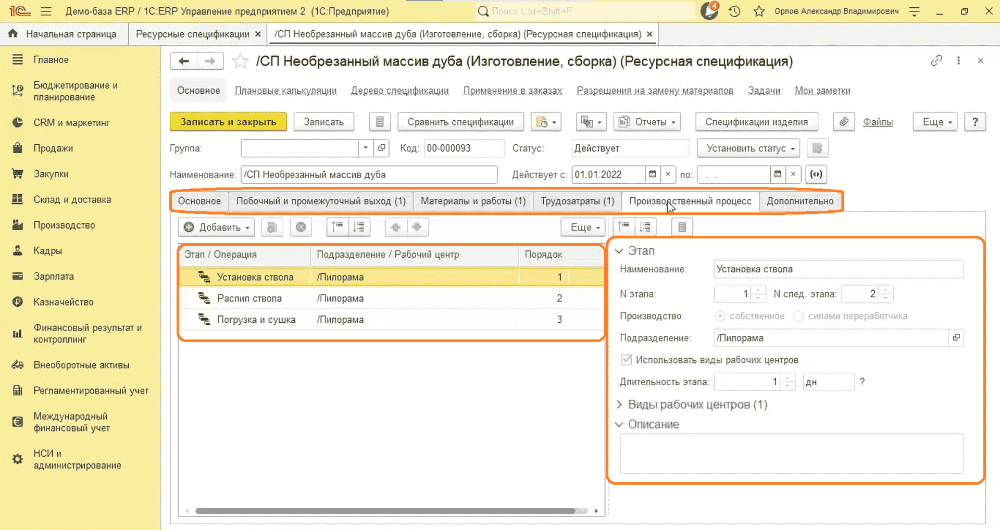 1С Демо-база ERP / 1С:ERP Управление предприятием 2 (1С:Предприятие) Поиск Ctrl+Shift+F 4 Орлов Александр Владимирович
Начальная страница Ресурсные спецификации × /СП Необрезанный массив дуба (Изготовление, сборка) (Ресурсная спецификация) ×
Главное
Бюджетирование и
планирование
CRM и маркетинг
Продажи
Закупки
Склад и доставка
Производство
Кадры
Зарплата
Казначейство
Финансовый результат и
контроллинг
Внеоборотные активы
Регламентированный учет
Международный
финансовый учет
НСИ и
администрирование
/СП Необрезанный массив дуба (Изготовление, сборка) (Ресурсная спецификация)
Основное Плановые калькуляции Дерево спецификации Применение в заказах Разрешения на замену материалов Задачи Мои заметки
Записать и закрыть Записать Сравнить спецификации Отчеты Спецификации изделия Файлы Еще ?
Группа: Код: 00-000093 Статус: Действует Установить статус
Наименование: /СП Необрезанный массив дуба Действует с: 01.01.2022 × по: . . ×
Основное Побочный и промежуточный выход (1) Материалы и работы (1) Трудозатраты (1) Производственный процесс Дополнительно
Добавить Еще
Этап / Операция Подразделение / Рабочий центр Порядок
Установка ствола /Пилорама 1
Распил ствола /Пилорама 2
Погрузка и сушка /Пилорама 3
Этап
Наименование: Установка ствола
N этапа: 1 N след. этапа: 2
Производство: собственное силами переработчика
Подразделение: /Пилорама
Использовать виды рабочих центров
Длительность этапа: 1 дн ?
Виды рабочих центров (1)
Описание